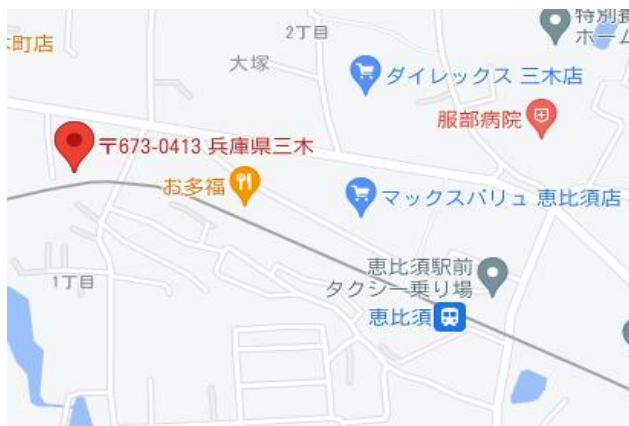 特別養
ホーム
2丁目
町店
大塚
ダイレックス 三木店
服部病院
〒673-0413 兵庫県三木
お多福
マックスバリュ 恵比須店
恵比須駅前
タクシー乗り場
1丁目
恵比須